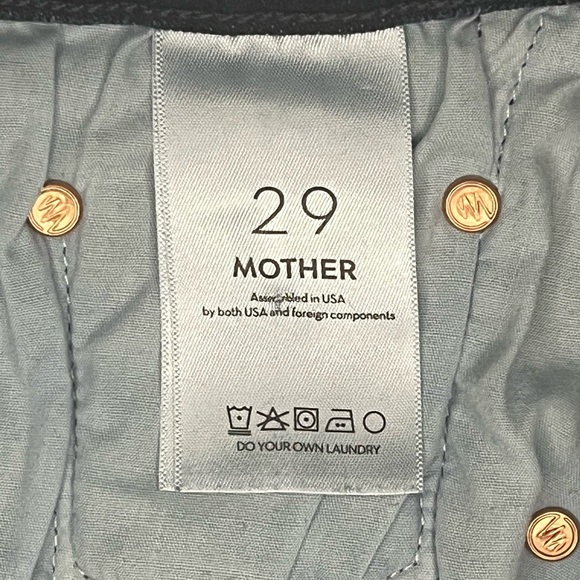 29
MOTHER
Assembled in USA
by both USA and foreign components
DO YOUR OWN LAUNDRY